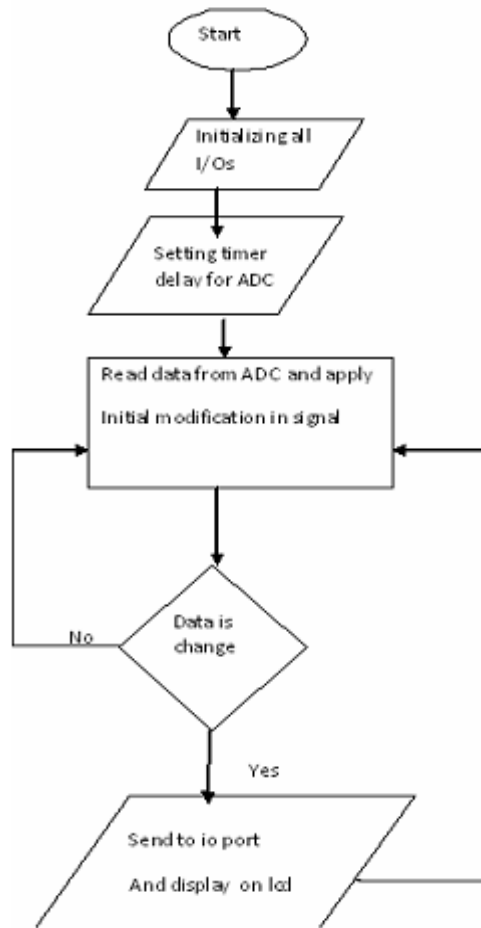 Start
Initializing all
I/Os
Setting timer
delay for ADC
Read data from ADC and apply
Initial modification in signal
Data is
change
No
Yes
Send to io port
And display on lcd